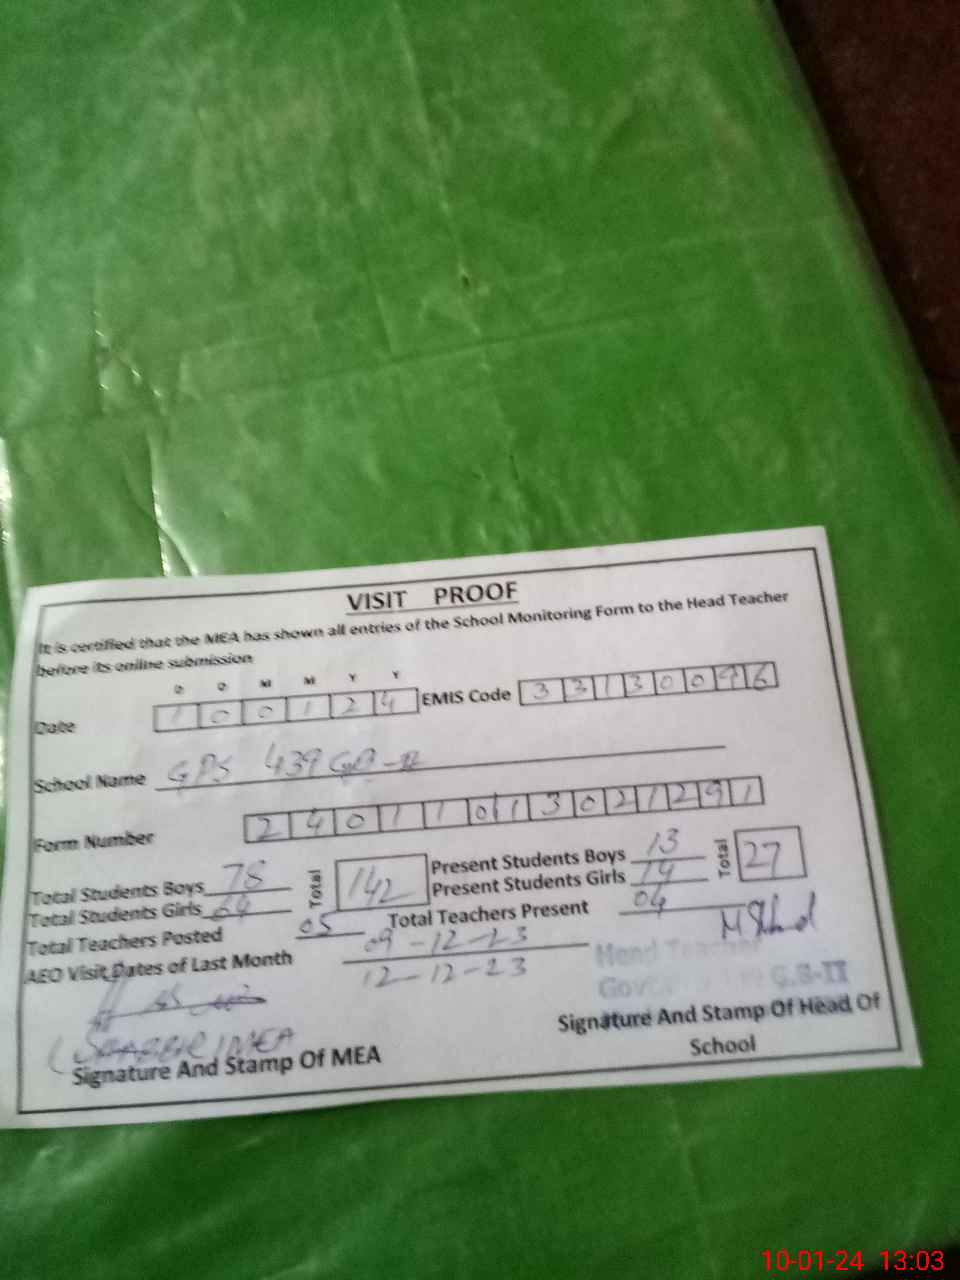 VISIT PROOF
It is certified that the MEA has shown all entries of the School Monitoring Form to the Head Teacher
before its online submission
D D M M Y Y
Date 1 0 0 1 2 4 EMIS Code 3 3 1 3 0 0 9 6
School Name GPS 439 GB-II
Form Number 2 4 0 1 1 0 1 3 0 2 1 2 9 1
Total Students Boys 78 Total 142 Present Students Boys 13 Total 27
Total Students Girls 64 Present Students Girls 14
Total Teachers Posted 05 Total Teachers Present 04
AEO Visit Dates of Last Month 09-12-23
12-12-23
Head Teacher
G.B-II
Signature And Stamp Of MEA
Signature And Stamp Of Head Of
School
10-01-24 13:03